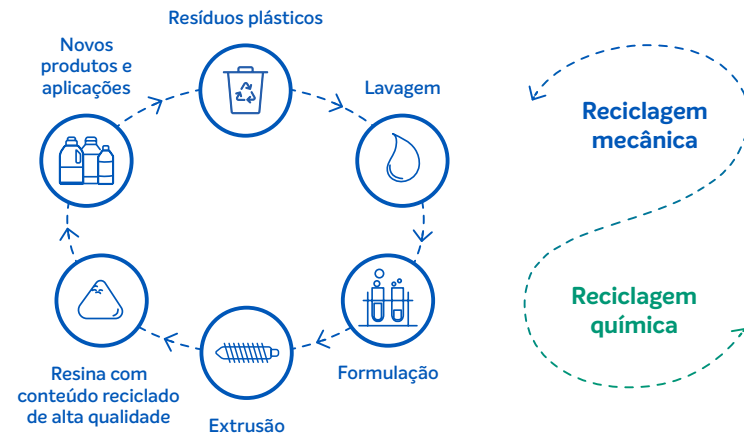 Resíduos plásticos
Novos
produtos e
aplicações
Lavagem
Reciclagem
mecânica
Reciclagem
química
Formulação
Resina com
conteúdo reciclado
de alta qualidade
Extrusão